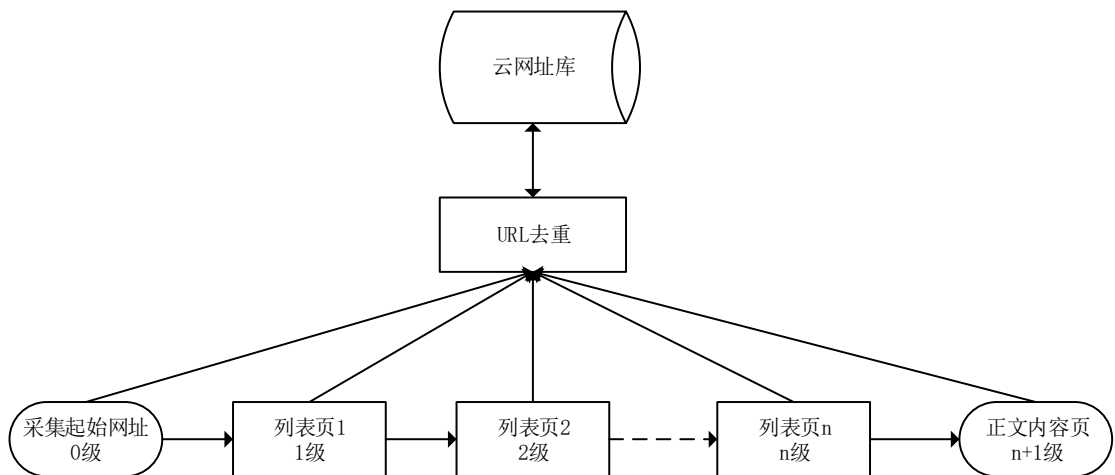 云网址库
URL去重
采集起始网址
0级
列表页1
1级
列表页2
2级
列表页n
n级
正文内容页
n+1级